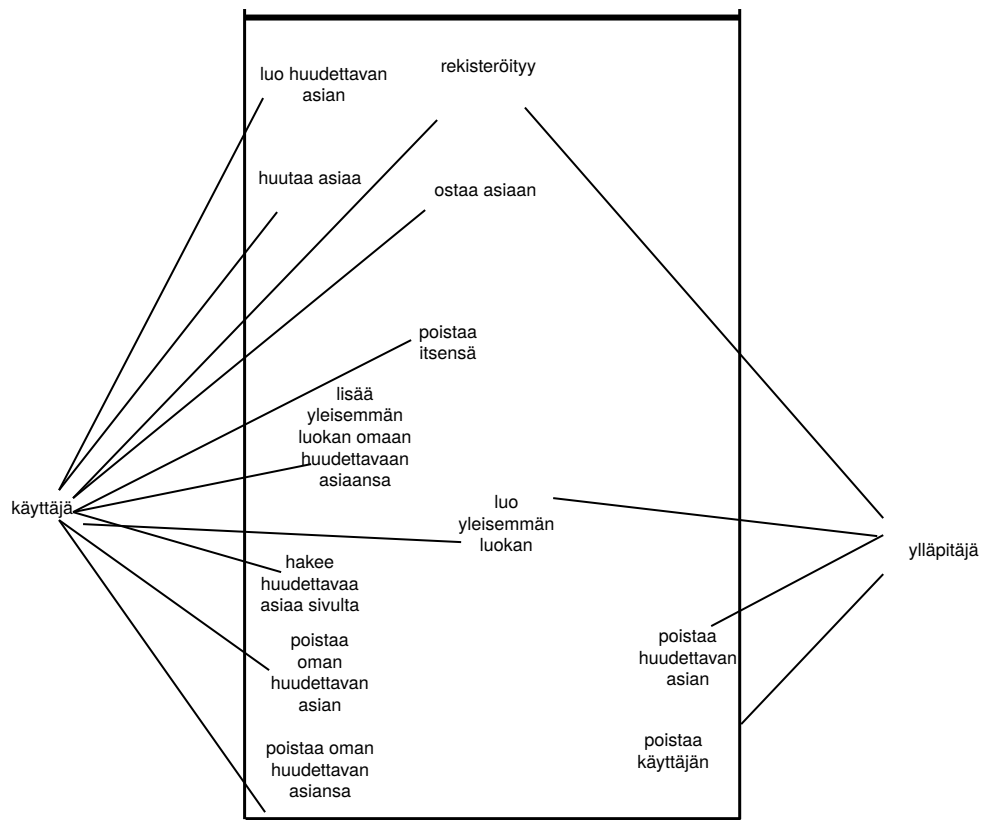 luo huudettavan
asian
rekisteröityy
huutaa asiaa
ostaa asiaan
poistaa
itsensä
lisää
yleisemmän
luokan omaan
huudettavaan
asiaansa
käyttäjä
luo
yleisemmän
luokan
ylläpitäjä
hakee
huudettavaa
asiaa sivulta
poistaa
oman
huudettavan
asian
poistaa
huudettavan
asian
poistaa oman
huudettavan
asiansa
poistaa
käyttäjän